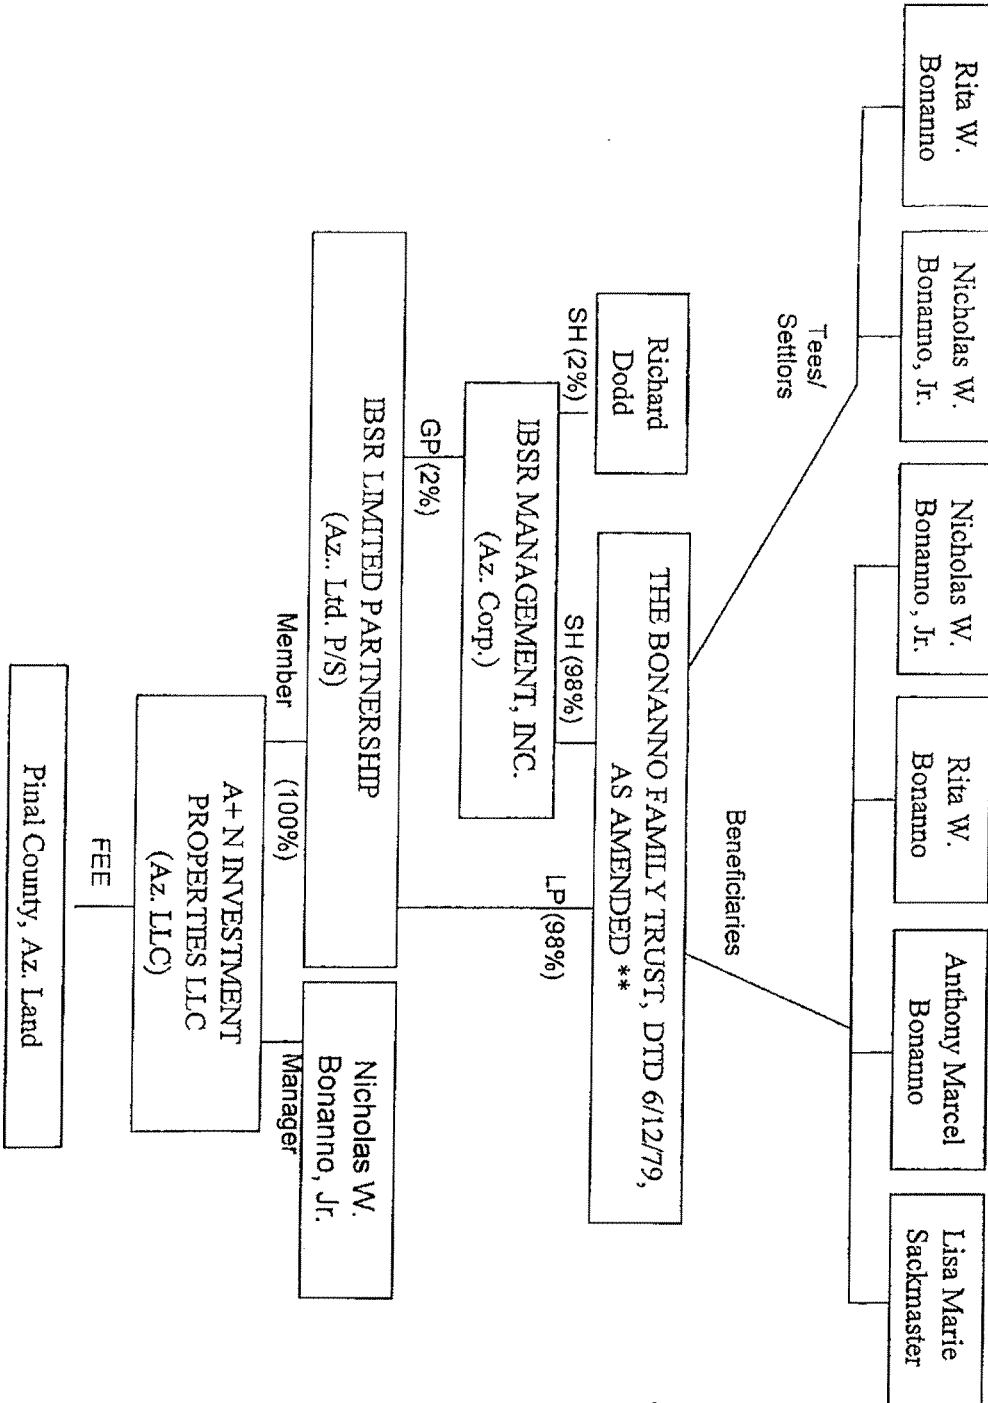 Rita W.
Bonanno
Nicholas W.
Bonanno, Jr.
Nicholas W.
Bonanno, Jr.
Rita W.
Bonanno
Anthony Marcel
Bonanno
Lisa Marie
Sackmaster
Tees/
Settlors
Beneficiaries
Richard
Dodd
THE BONANNO FAMILY TRUST, DTD 6/12/79,
AS AMENDED **
SH (2%)
SH (98%)
LP (98%)
IBSR MANAGEMENT, INC.
(Az. Corp.)
GP (2%)
IBSR LIMITED PARTNERSHIP
(Az.. Ltd. P/S)
Nicholas W.
Bonanno, Jr.
Member
(100%)
Manager
A+ N INVESTMENT
PROPERTIES LLC
(Az. LLC)
FEE
Pinal County, Az. Land